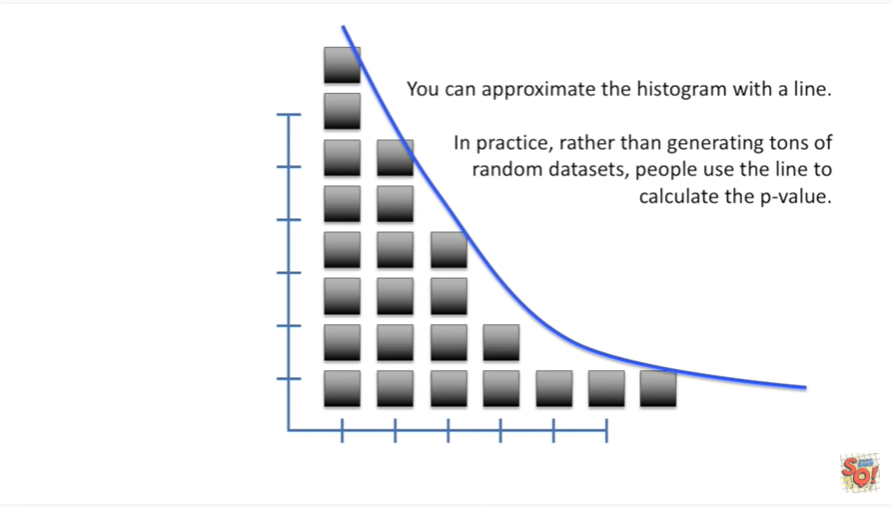 You can approximate the histogram with a line.
In practice, rather than generating tons of
random datasets, people use the line to
calculate the p-value.
SQ!